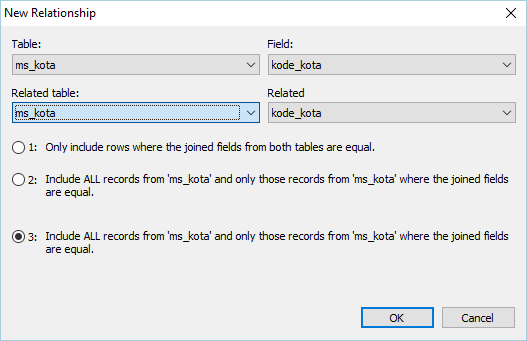 New Relationship
Table: Field:
ms_kota kode_kota
Related table: Related
ms_kota kode_kota
1: Only include rows where the joined fields from both tables are equal.
2: Include ALL records from 'ms_kota' and only those records from 'ms_kota' where the joined fields
are equal.
3: Include ALL records from 'ms_kota' and only those records from 'ms_kota' where the joined fields
are equal.
OK Cancel